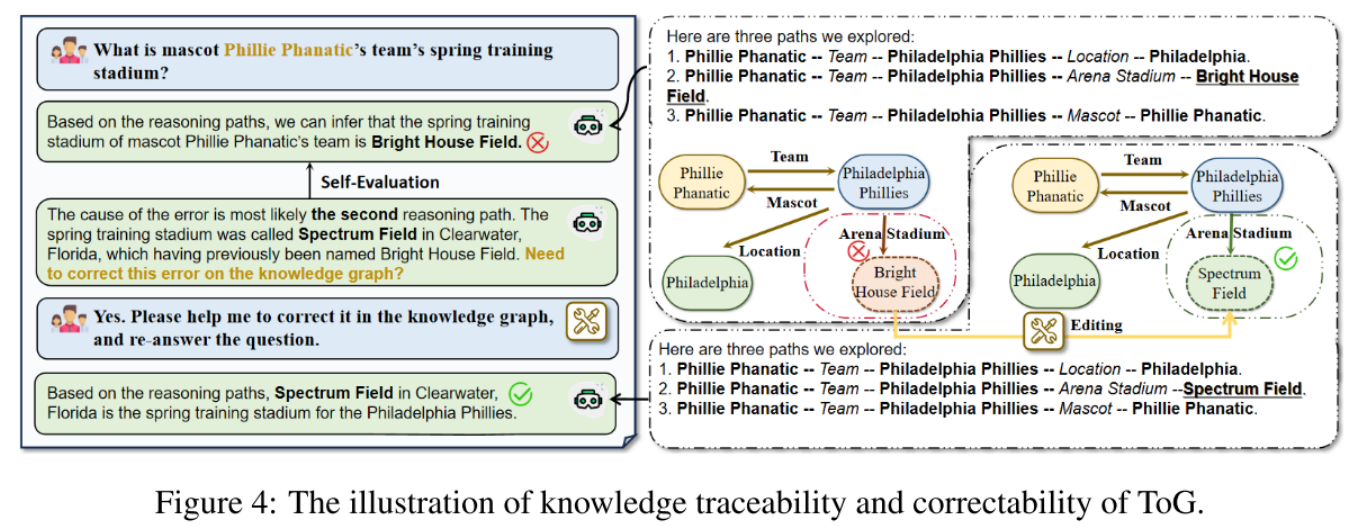 What is mascot Phillie Phanatic's team's spring training
stadium?
Based on the reasoning paths, we can infer that the spring training
stadium of mascot Phillie Phanatic's team is Bright House Field.
Self-Evaluation
The cause of the error is most likely the second reasoning path. The
spring training stadium was called Spectrum Field in Clearwater,
Florida, which having previously been named Bright House Field. Need
to correct this error on the knowledge graph?
Yes. Please help me to correct it in the knowledge graph,
and re-answer the question.
Based on the reasoning paths, Spectrum Field in Clearwater,
Florida is the spring training stadium for the Philadelphia Phillies.
Here are three paths we explored:
1. Phillie Phanatic -- Team -- Philadelphia Phillies -- Location -- Philadelphia.
2. Phillie Phanatic -- Team -- Philadelphia Phillies -- Arena Stadium -- Bright House
Field.
3. Phillie Phanatic -- Team -- Philadelphia Phillies -- Mascot -- Phillie Phanatic.
Team
Phillie
Phanatic
Philadelphia
Phillies
Mascot
Arena Stadium
Location
Philadelphia
Bright
House Field
Team
Phillie
Phanatic
Philadelphia
Phillies
Mascot
Arena Stadium
Location
Philadelphia
Spectrum
Field
Editing
Here are three paths we explored:
1. Phillie Phanatic -- Team -- Philadelphia Phillies -- Location -- Philadelphia.
2. Phillie Phanatic -- Team -- Philadelphia Phillies -- Arena Stadium --Spectrum Field.
3. Phillie Phanatic -- Team -- Philadelphia Phillies -- Mascot -- Phillie Phanatic.
Figure 4: The illustration of knowledge traceability and correctability of ToG.